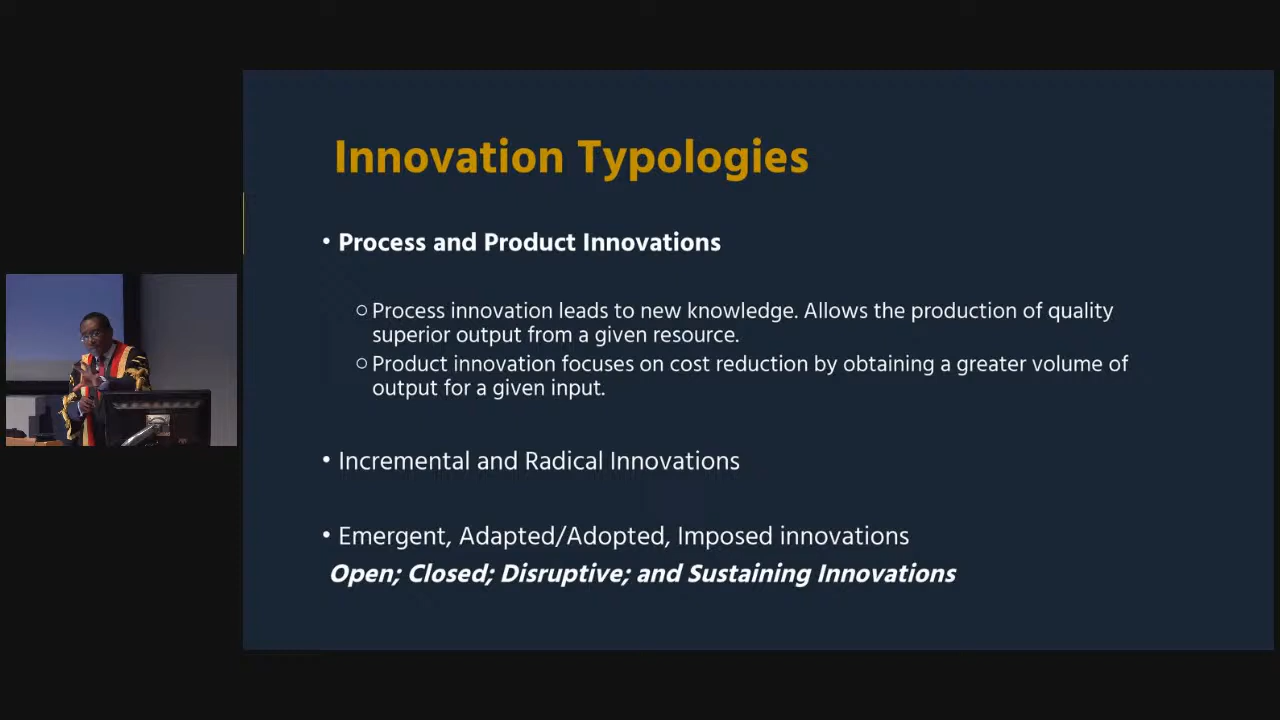 Innovation Typologies
• Process and Product Innovations
○ Process innovation leads to new knowledge. Allows the production of quality
superior output from a given resource.
○ Product innovation focuses on cost reduction by obtaining a greater volume of
output for a given input.
• Incremental and Radical Innovations
• Emergent, Adapted/Adopted, Imposed innovations
Open; Closed; Disruptive; and Sustaining Innovations